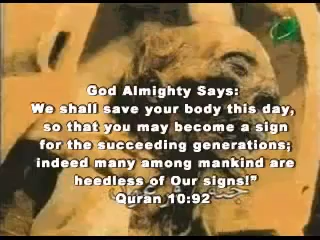 God Almighty Says:
We shall save your body this day,
so that you may become a sign
for the succeeding generations;
indeed many among mankind are
heedless of Our signs!”
Quran 10:92